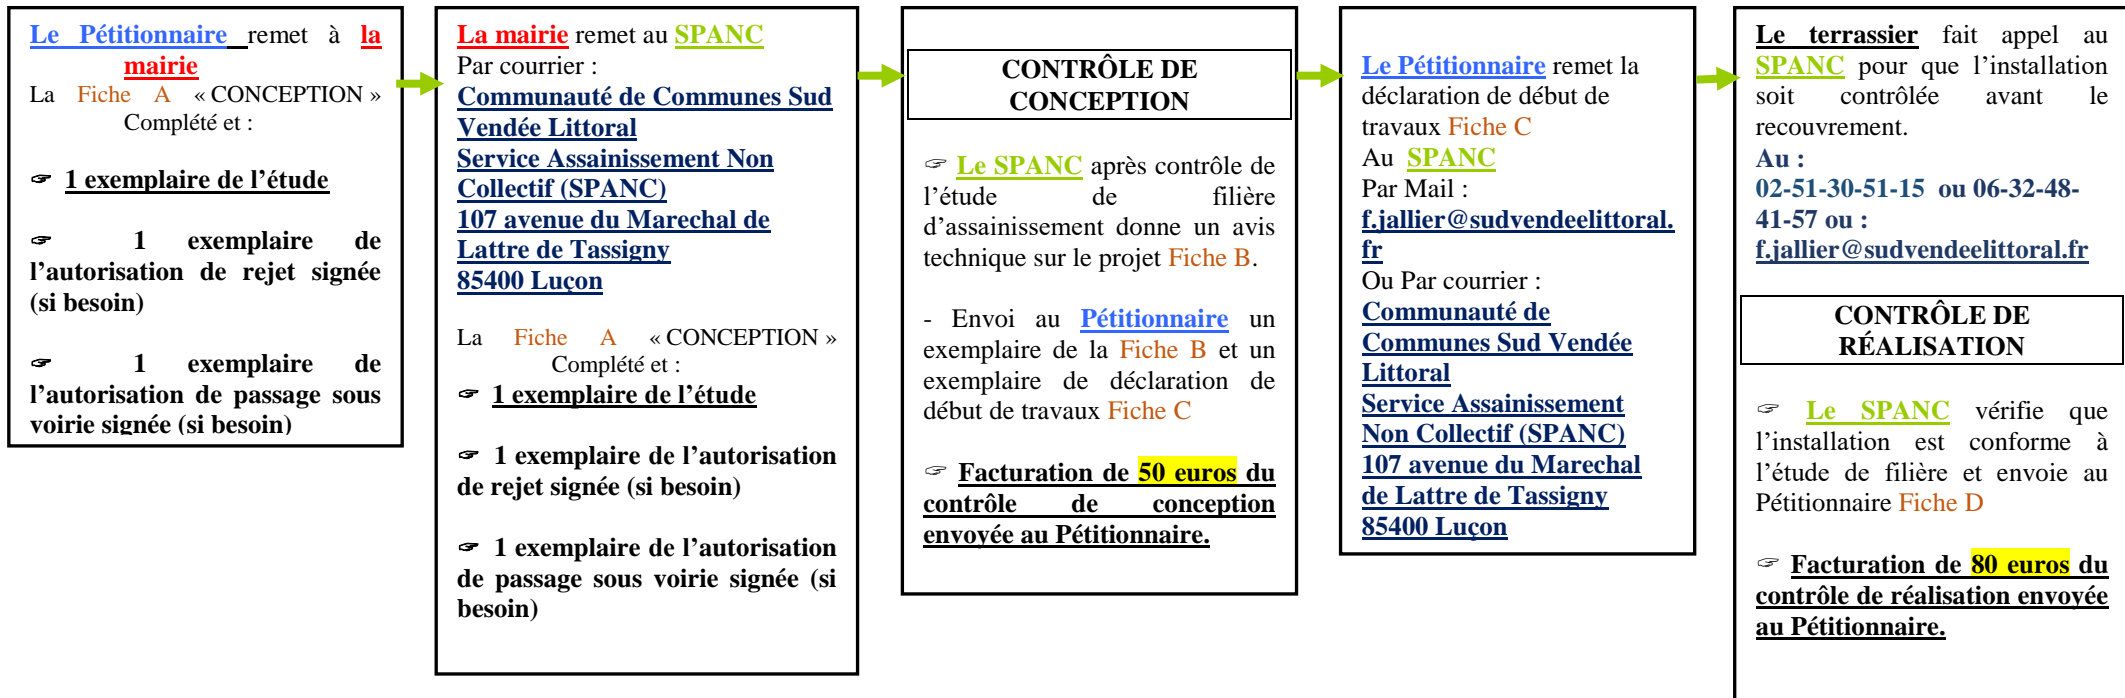 Le Pétitionnaire remet à la
mairie
La Fiche A « CONCEPTION »
Complété et :
☞ 1 exemplaire de l’étude
☞ 1 exemplaire de
l’autorisation de rejet signée
(si besoin)
☞ 1 exemplaire de
l’autorisation de passage sous
voirie signée (si besoin)
La mairie remet au SPANC
Par courrier :
Communauté de Communes Sud
Vendée Littoral
Service Assainissement Non
Collectif (SPANC)
107 avenue du Marechal de
Lattre de Tassigny
85400 Luçon
La Fiche A « CONCEPTION »
Complété et :
☞ 1 exemplaire de l’étude
☞ 1 exemplaire de l’autorisation
de rejet signée (si besoin)
☞ 1 exemplaire de l’autorisation
de passage sous voirie signée (si
besoin)
CONTRÔLE DE
CONCEPTION
☞ Le SPANC après contrôle de
l’étude de filière
d’assainissement donne un avis
technique sur le projet Fiche B.
- Envoi au Pétitionnaire un
exemplaire de la Fiche B et un
exemplaire de déclaration de
début de travaux Fiche C
☞ Facturation de 50 euros du
contrôle de conception
envoyée au Pétitionnaire.
Le Pétitionnaire remet la
déclaration de début de
travaux Fiche C
Au SPANC
Par Mail :
f.jallier@sudvendeelittoral.
fr
Ou Par courrier :
Communauté de
Communes Sud Vendée
Littoral
Service Assainissement
Non Collectif (SPANC)
107 avenue du Marechal
de Lattre de Tassigny
85400 Luçon
Le terrassier fait appel au
SPANC pour que l’installation
soit contrôlée avant le
recouvrement.
Au :
02-51-30-51-15 ou 06-32-48-
41-57 ou :
f.jallier@sudvendeelittoral.fr
CONTRÔLE DE
RÉALISATION
☞ Le SPANC vérifie que
l’installation est conforme à
l’étude de filière et envoie au
Pétitionnaire Fiche D
☞ Facturation de 80 euros du
contrôle de réalisation envoyée
au Pétitionnaire.